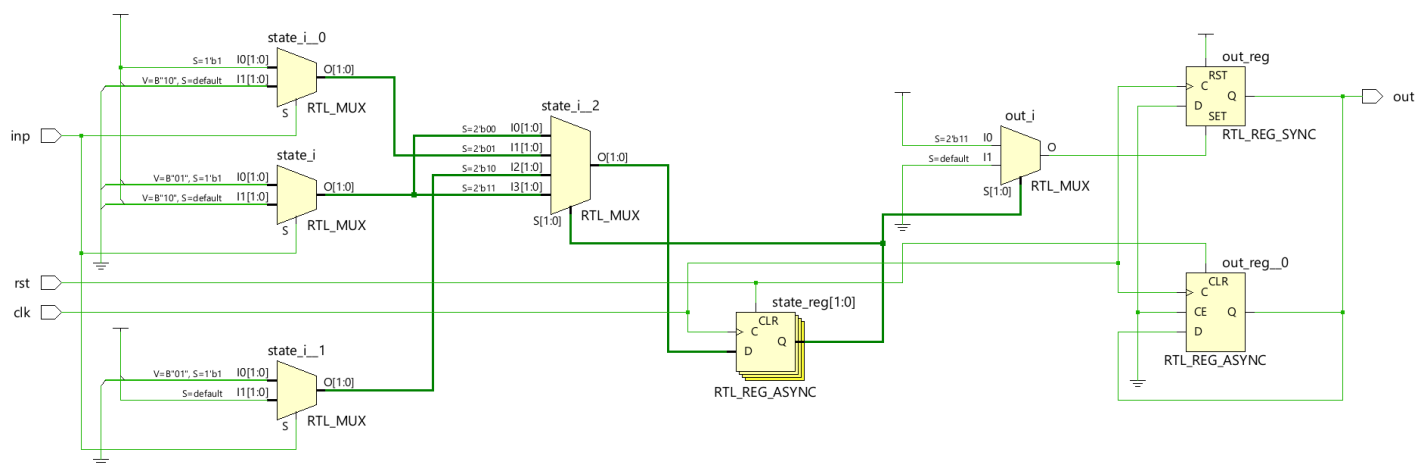 state_i__0
S=1'b1 I0[1:0]
V=B"10", S=default I1[1:0]
O[1:0]
S
RTL_MUX
inp
state_i
V=B"01", S=1'b1 I0[1:0]
V=B"10", S=default I1[1:0]
O[1:0]
S
RTL_MUX
rst
clk
state_i__1
V=B"01", S=1'b1 I0[1:0]
S=default I1[1:0]
O[1:0]
S
RTL_MUX
state_i__2
S=2'b00 I0[1:0]
S=2'b01 I1[1:0]
S=2'b10 I2[1:0]
S=2'b11 I3[1:0]
O[1:0]
S[1:0]
RTL_MUX
state_reg[1:0]
CLR
C
D
Q
RTL_REG_ASYNC
out_i
S=2'b11 I0
S=default I1
O
S[1:0]
RTL_MUX
out_reg
RST
C
D
Q
SET
RTL_REG_SYNC
out
out_reg__0
CLR
C
CE
D
Q
RTL_REG_ASYNC